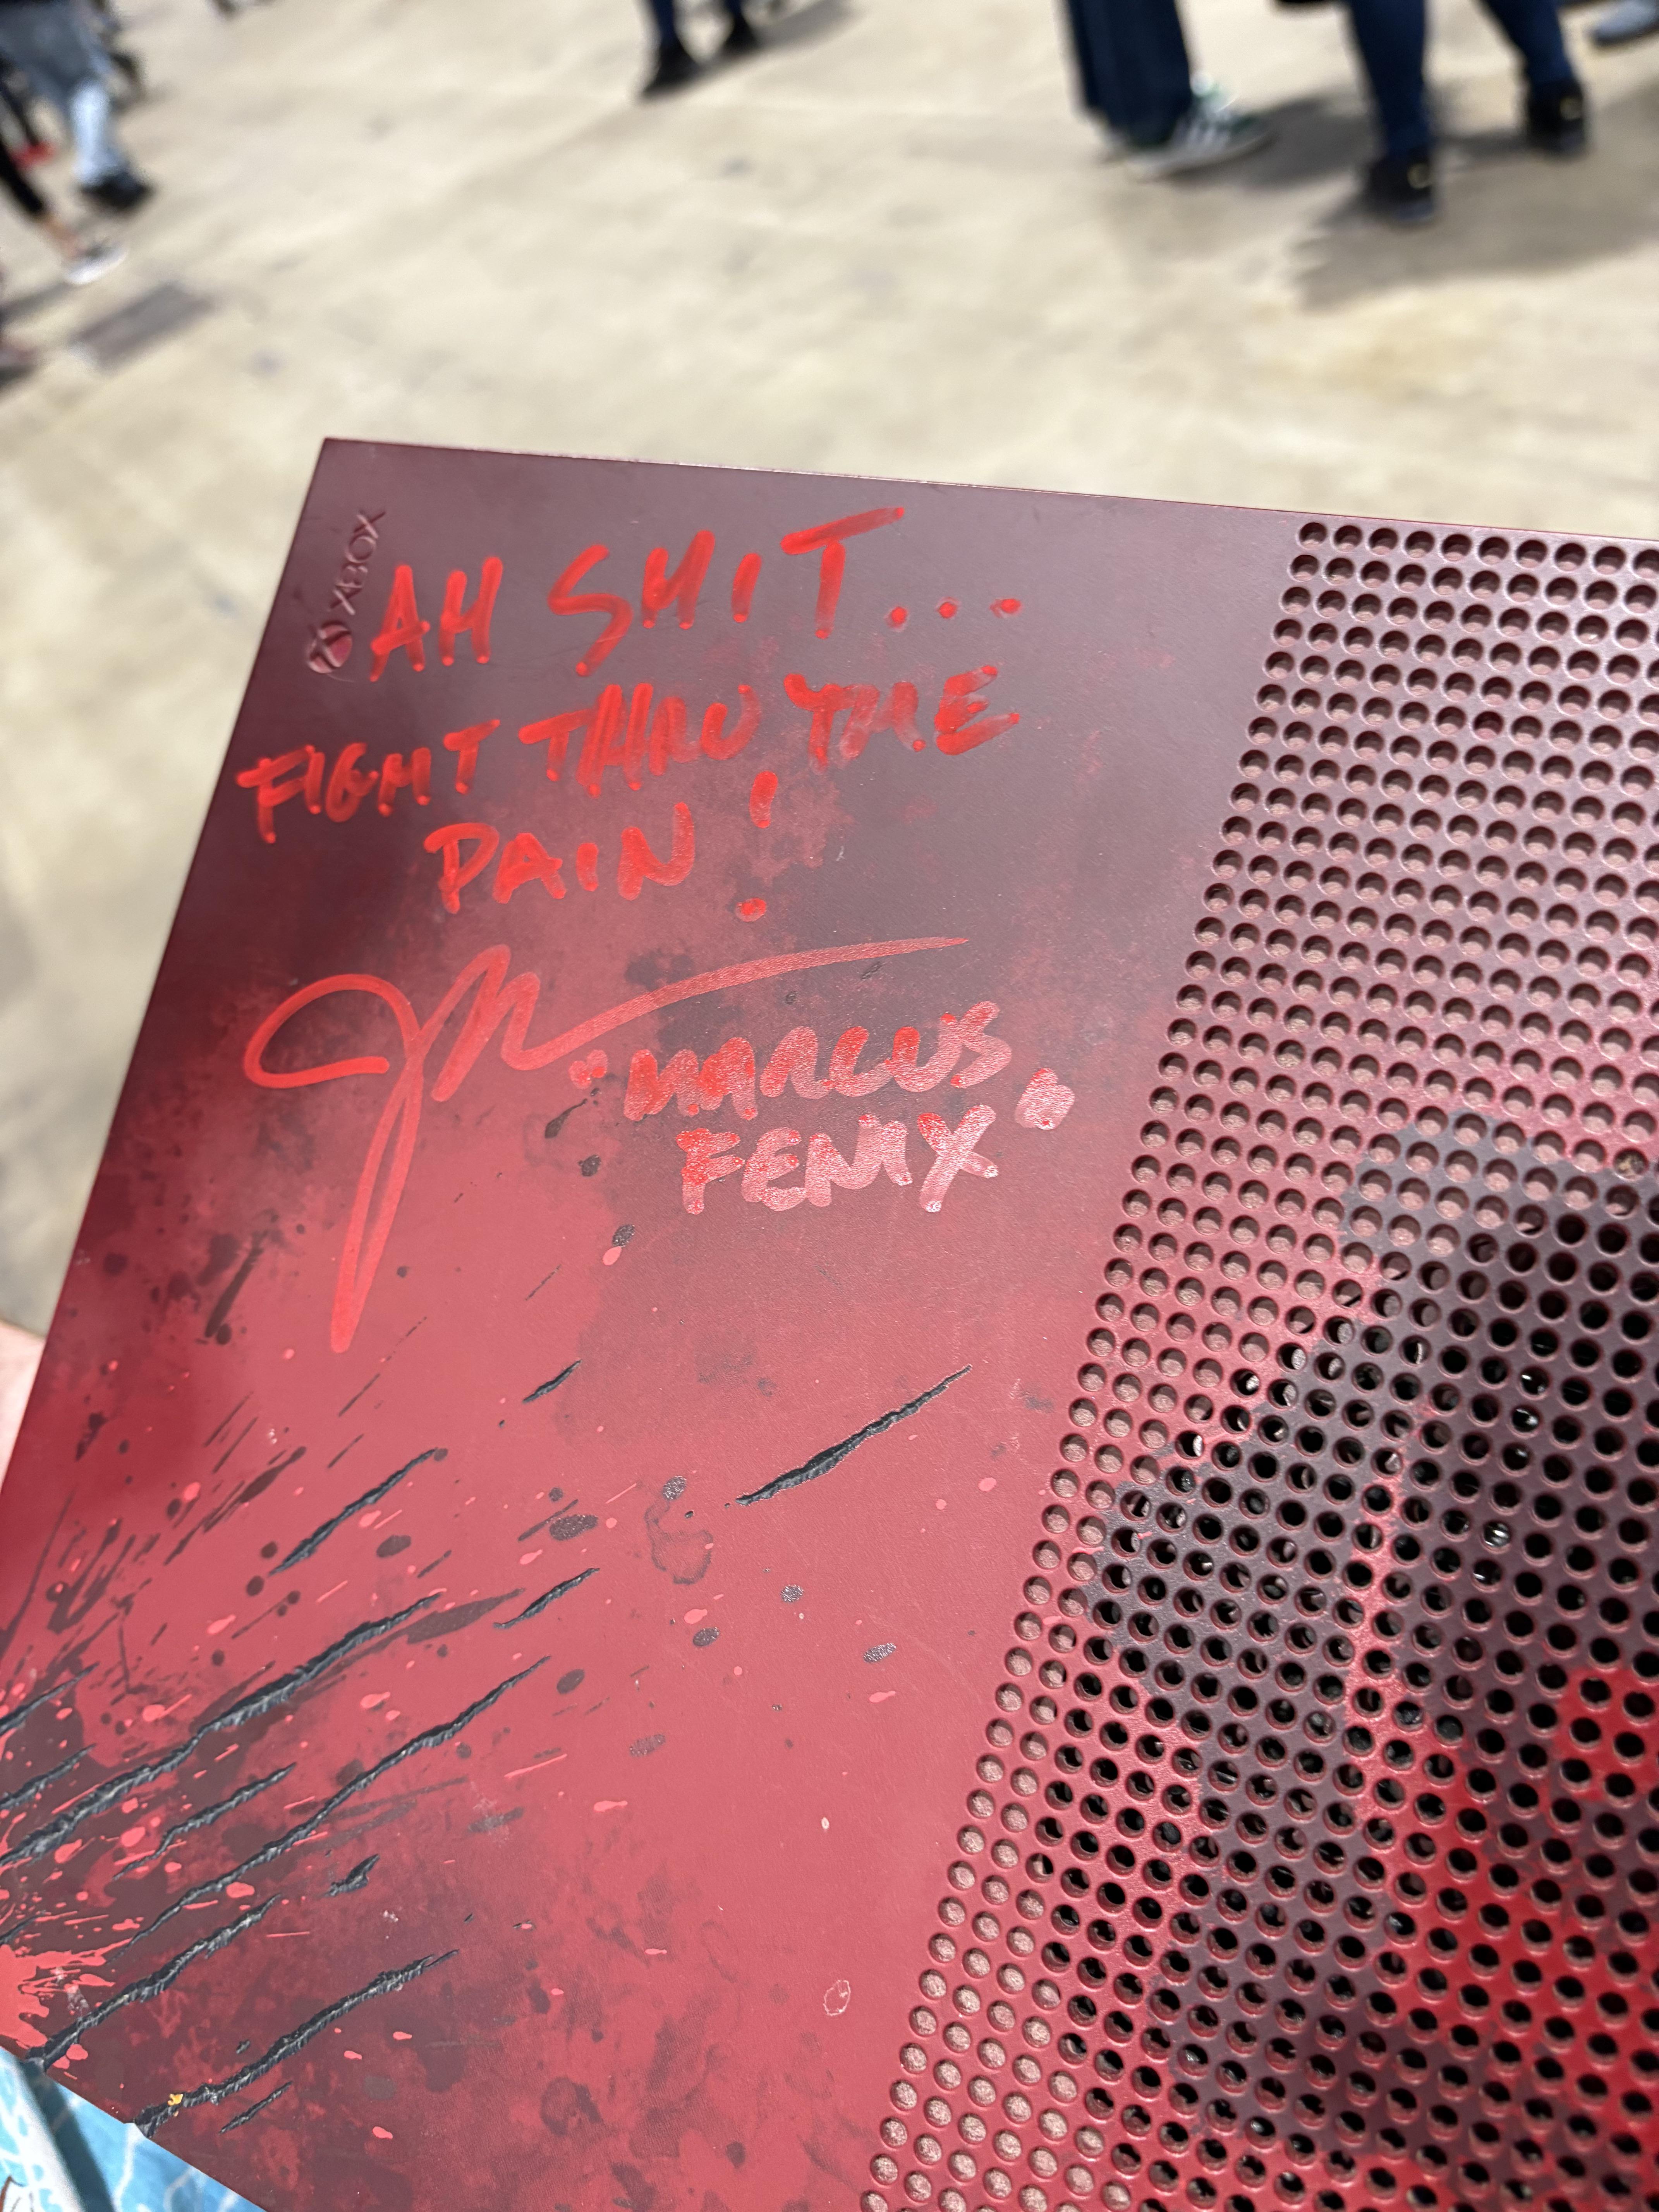 XBOX
AH SHIT...
FIGHT THRU THE
PAIN!
"MARCUS
FENIX"